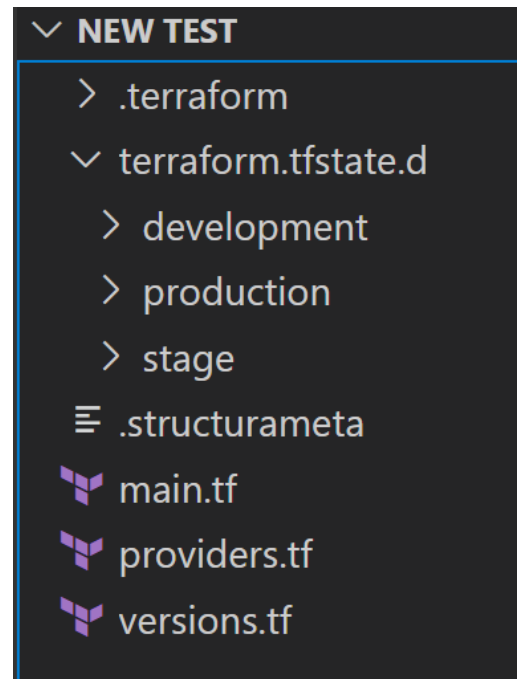 NEW TEST
.terraform
terraform.tfstate.d
development
production
stage
.structurameta
main.tf
providers.tf
versions.tf